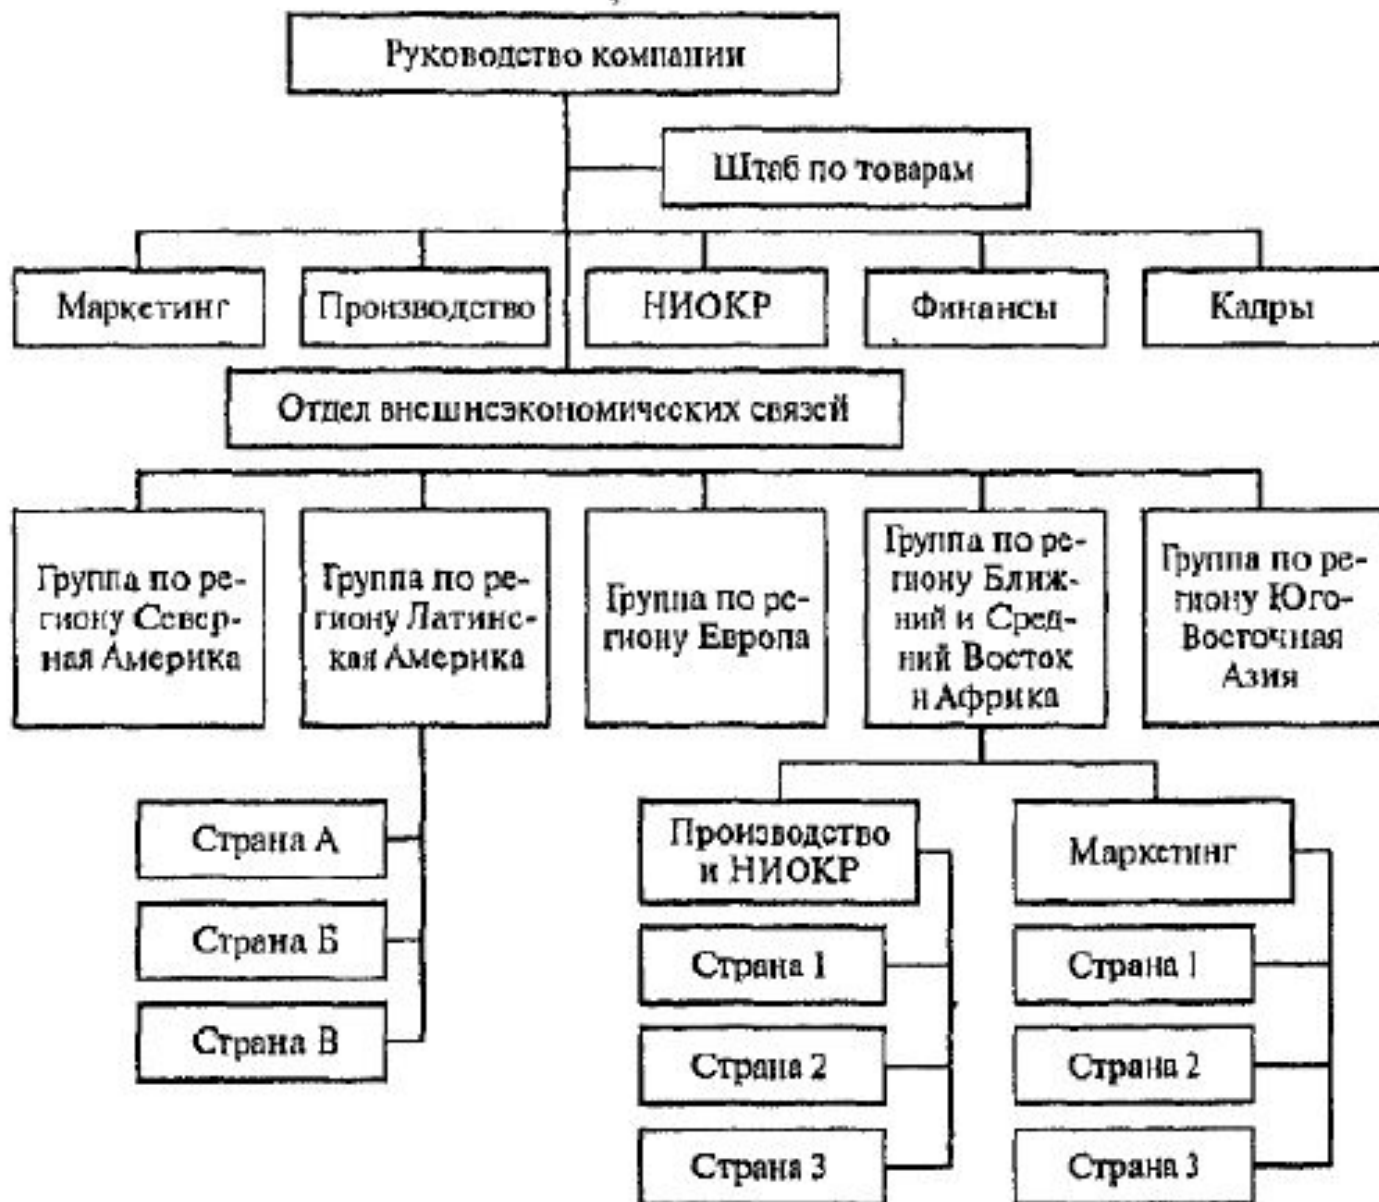 Руководство компании
Штаб по товарам
Маркетинг
Производство
НИОКР
Финансы
Кадры
Отдел внешнеэкономических связей
Группа по ре-
гиону Север-
ная Америка
Группа по ре-
гиону Латинс-
кая Америка
Группа по ре-
гиону Европа
Группа по ре-
гиону Ближ-
ний и Сред-
ний Восток
и Африка
Группа по ре-
гиону Юго-
Восточная
Азия
Страна А
Страна Б
Страна В
Производство
и НИОКР
Страна 1
Страна 2
Страна 3
Маркетинг
Страна 1
Страна 2
Страна 3